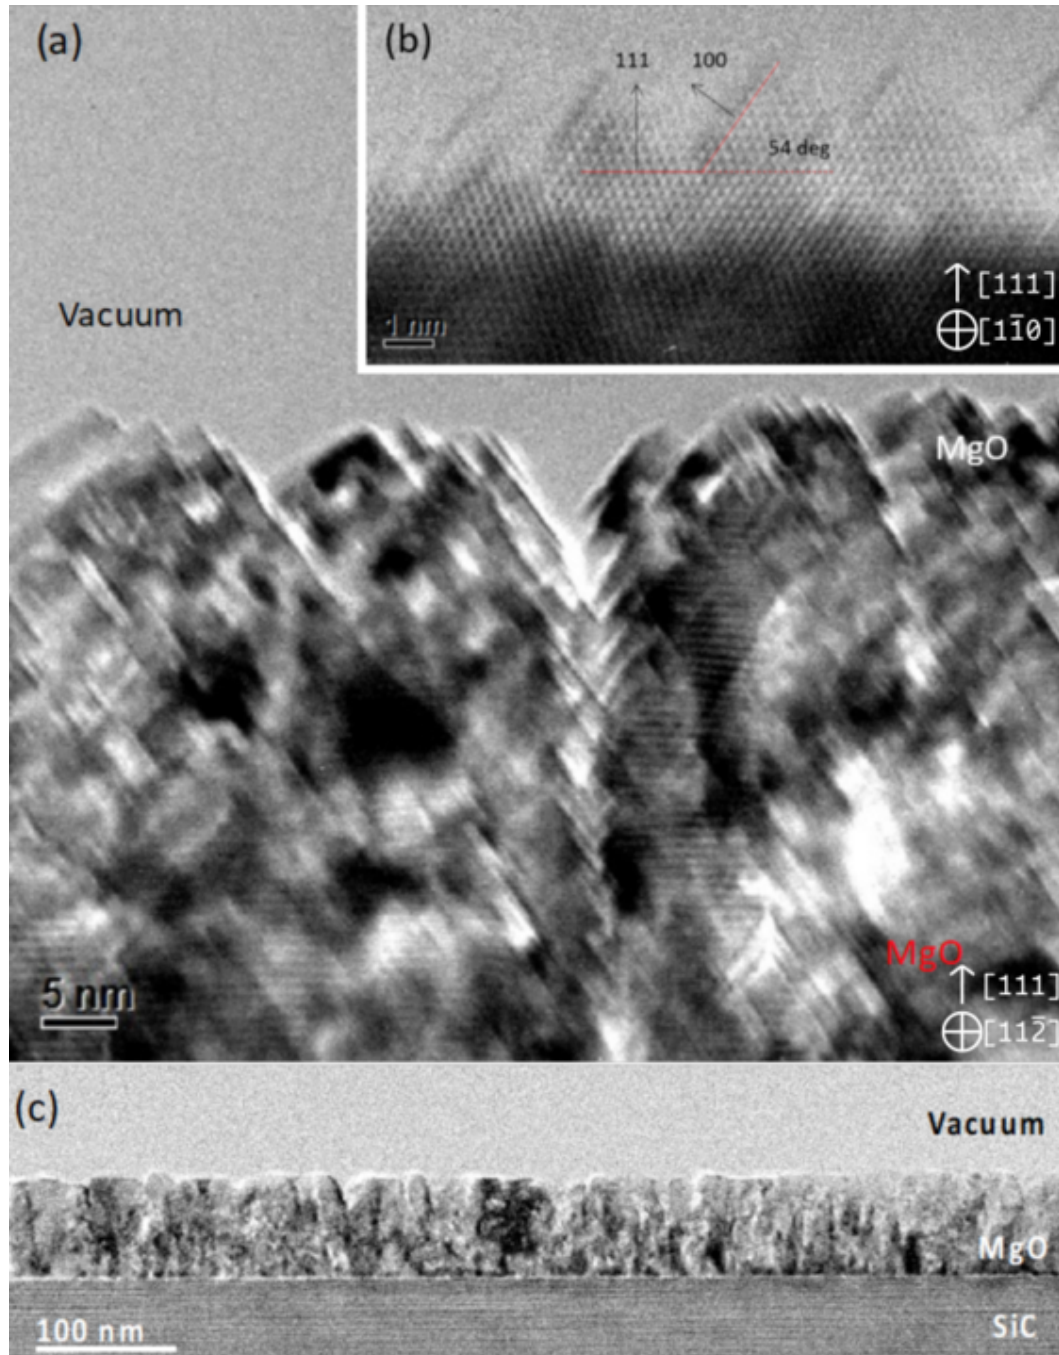 (a)
(b)
111
100
54 deg
1 nm
[111]
[11̅0]
Vacuum
MgO
MgO
[111]
[112̅]
5 nm
(c)
Vacuum
MgO
SiC
100 nm